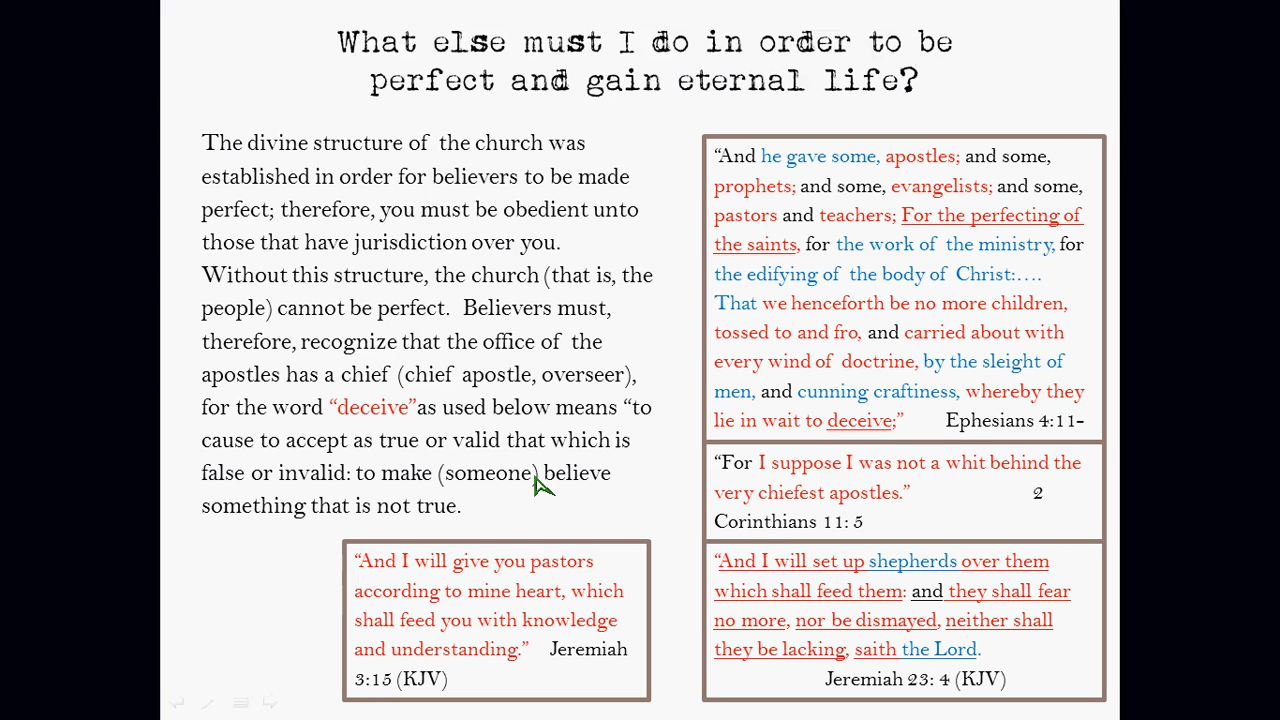 What else must I do in order to be
perfect and gain eternal life?
The divine structure of the church was
established in order for believers to be made
perfect; therefore, you must be obedient unto
those that have jurisdiction over you.
Without this structure, the church (that is, the
people) cannot be perfect. Believers must,
therefore, recognize that the office of the
apostles has a chief (chief apostle, overseer),
for the word “deceive”as used below means “to
cause to accept as true or valid that which is
false or invalid: to make (someone) believe
something that is not true.
“And I will give you pastors
according to mine heart, which
shall feed you with knowledge
and understanding.” Jeremiah
3:15 (KJV)
“And he gave some, apostles; and some,
prophets; and some, evangelists; and some,
pastors and teachers; For the perfecting of
the saints, for the work of the ministry, for
the edifying of the body of Christ:….
That we henceforth be no more children,
tossed to and fro, and carried about with
every wind of doctrine, by the sleight of
men, and cunning craftiness, whereby they
lie in wait to deceive;” Ephesians 4:11-
“For I suppose I was not a whit behind the
very chiefest apostles.” 2
Corinthians 11: 5
“And I will set up shepherds over them
which shall feed them: and they shall fear
no more, nor be dismayed, neither shall
they be lacking, saith the Lord.
Jeremiah 23: 4 (KJV)